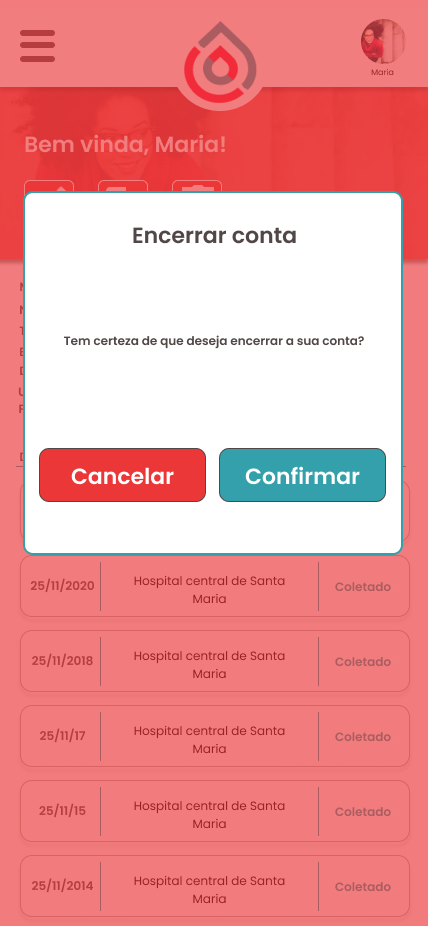 Maria
Bem vinda, Maria!
Encerrar conta
Tem certeza de que deseja encerrar a sua conta?
Cancelar
Confirmar
25/11/2020
Hospital central de Santa
Maria
Coletado
25/11/2018
Hospital central de Santa
Maria
Coletado
25/11/17
Hospital central de Santa
Maria
Coletado
25/11/15
Hospital central de Santa
Maria
Coletado
25/11/2014
Hospital central de Santa
Maria
Coletado